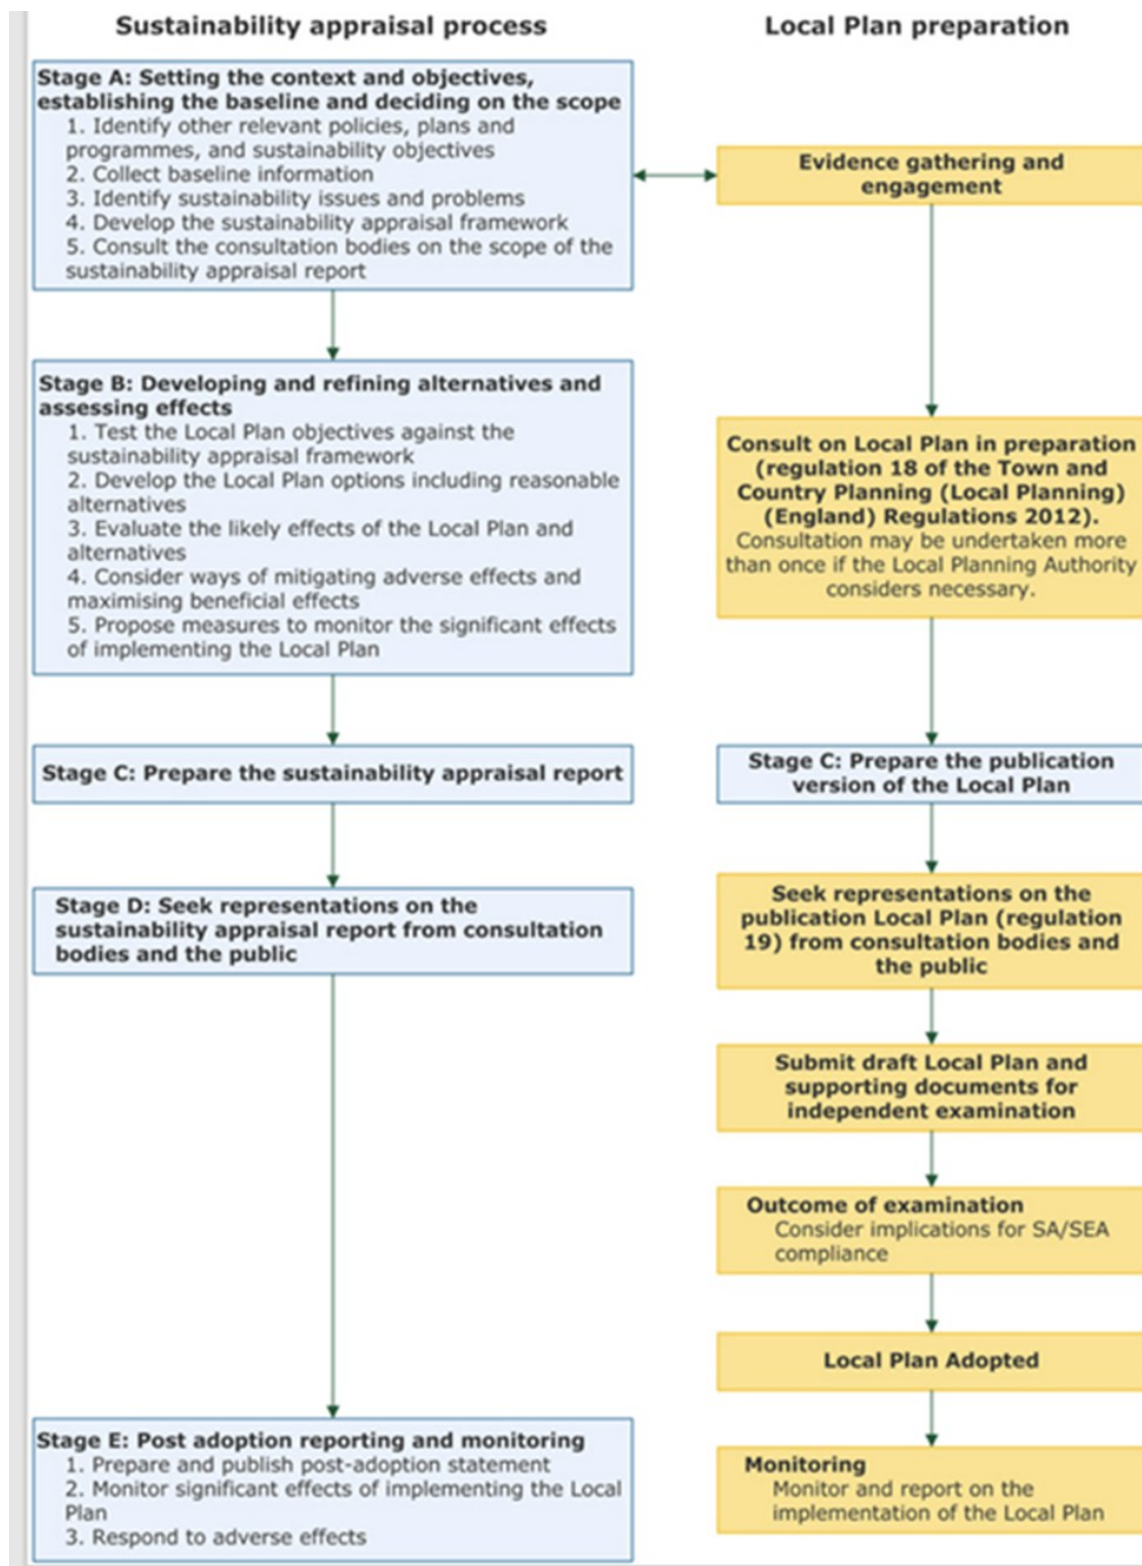 Sustainability appraisal process
Local Plan preparation
Stage A: Setting the context and objectives,
establishing the baseline and deciding on the scope
1. Identify other relevant policies, plans and
programmes, and sustainability objectives
2. Collect baseline information
3. Identify sustainability issues and problems
4. Develop the sustainability appraisal framework
5. Consult the consultation bodies on the scope of the
sustainability appraisal report
Evidence gathering and
engagement
Stage B: Developing and refining alternatives and
assessing effects
1. Test the Local Plan objectives against the
sustainability appraisal framework
2. Develop the Local Plan options including reasonable
alternatives
3. Evaluate the likely effects of the Local Plan and
alternatives
4. Consider ways of mitigating adverse effects and
maximising beneficial effects
5. Propose measures to monitor the significant effects
of implementing the Local Plan
Consult on Local Plan in preparation
(regulation 18 of the Town and
Country Planning (Local Planning)
(England) Regulations 2012).
Consultation may be undertaken more
than once if the Local Planning Authority
considers necessary.
Stage C: Prepare the sustainability appraisal report
Stage C: Prepare the publication
version of the Local Plan
Stage D: Seek representations on the
sustainability appraisal report from consultation
bodies and the public
Seek representations on the
publication Local Plan (regulation
19) from consultation bodies and
the public
Submit draft Local Plan and
supporting documents for
independent examination
Outcome of examination
Consider implications for SA/SEA
compliance
Local Plan Adopted
Stage E: Post adoption reporting and monitoring
1. Prepare and publish post-adoption statement
2. Monitor significant effects of implementing the Local
Plan
3. Respond to adverse effects
Monitoring
Monitor and report on the
implementation of the Local Plan